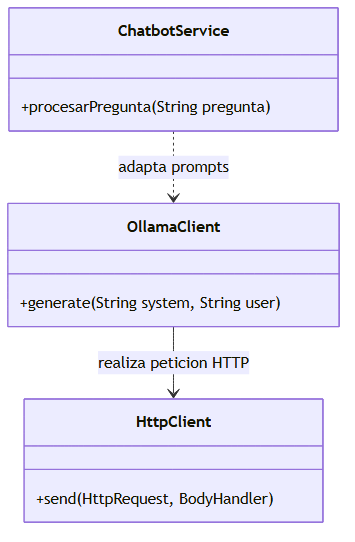 ChatbotService
+procesarPregunta(String pregunta)
adapta prompts
OllamaClient
+generate(String system, String user)
realiza peticion HTTP
HttpClient
+send(HttpRequest, BodyHandler)